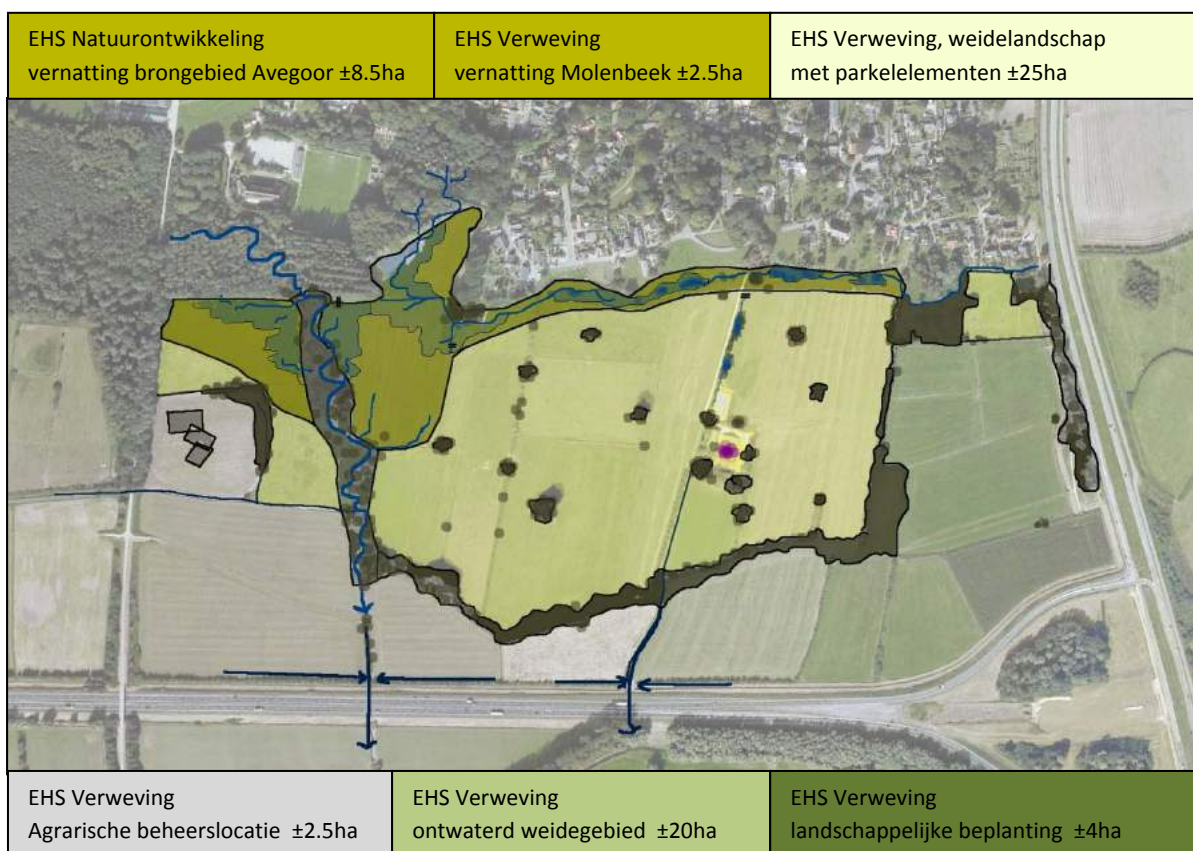 EHS Natuurontwikkeling
vernatting brongebied Avegoor ±8.5ha
EHS Verweving
vernatting Molenbeek ±2.5ha
EHS Verweving, weidelandschap
met parkelelementen ±25ha
EHS Verweving
Agrarische beheerslocatie ±2.5ha
EHS Verweving
ontwaterd weidegebied ±20ha
EHS Verweving
landschappelijke beplanting ±4ha